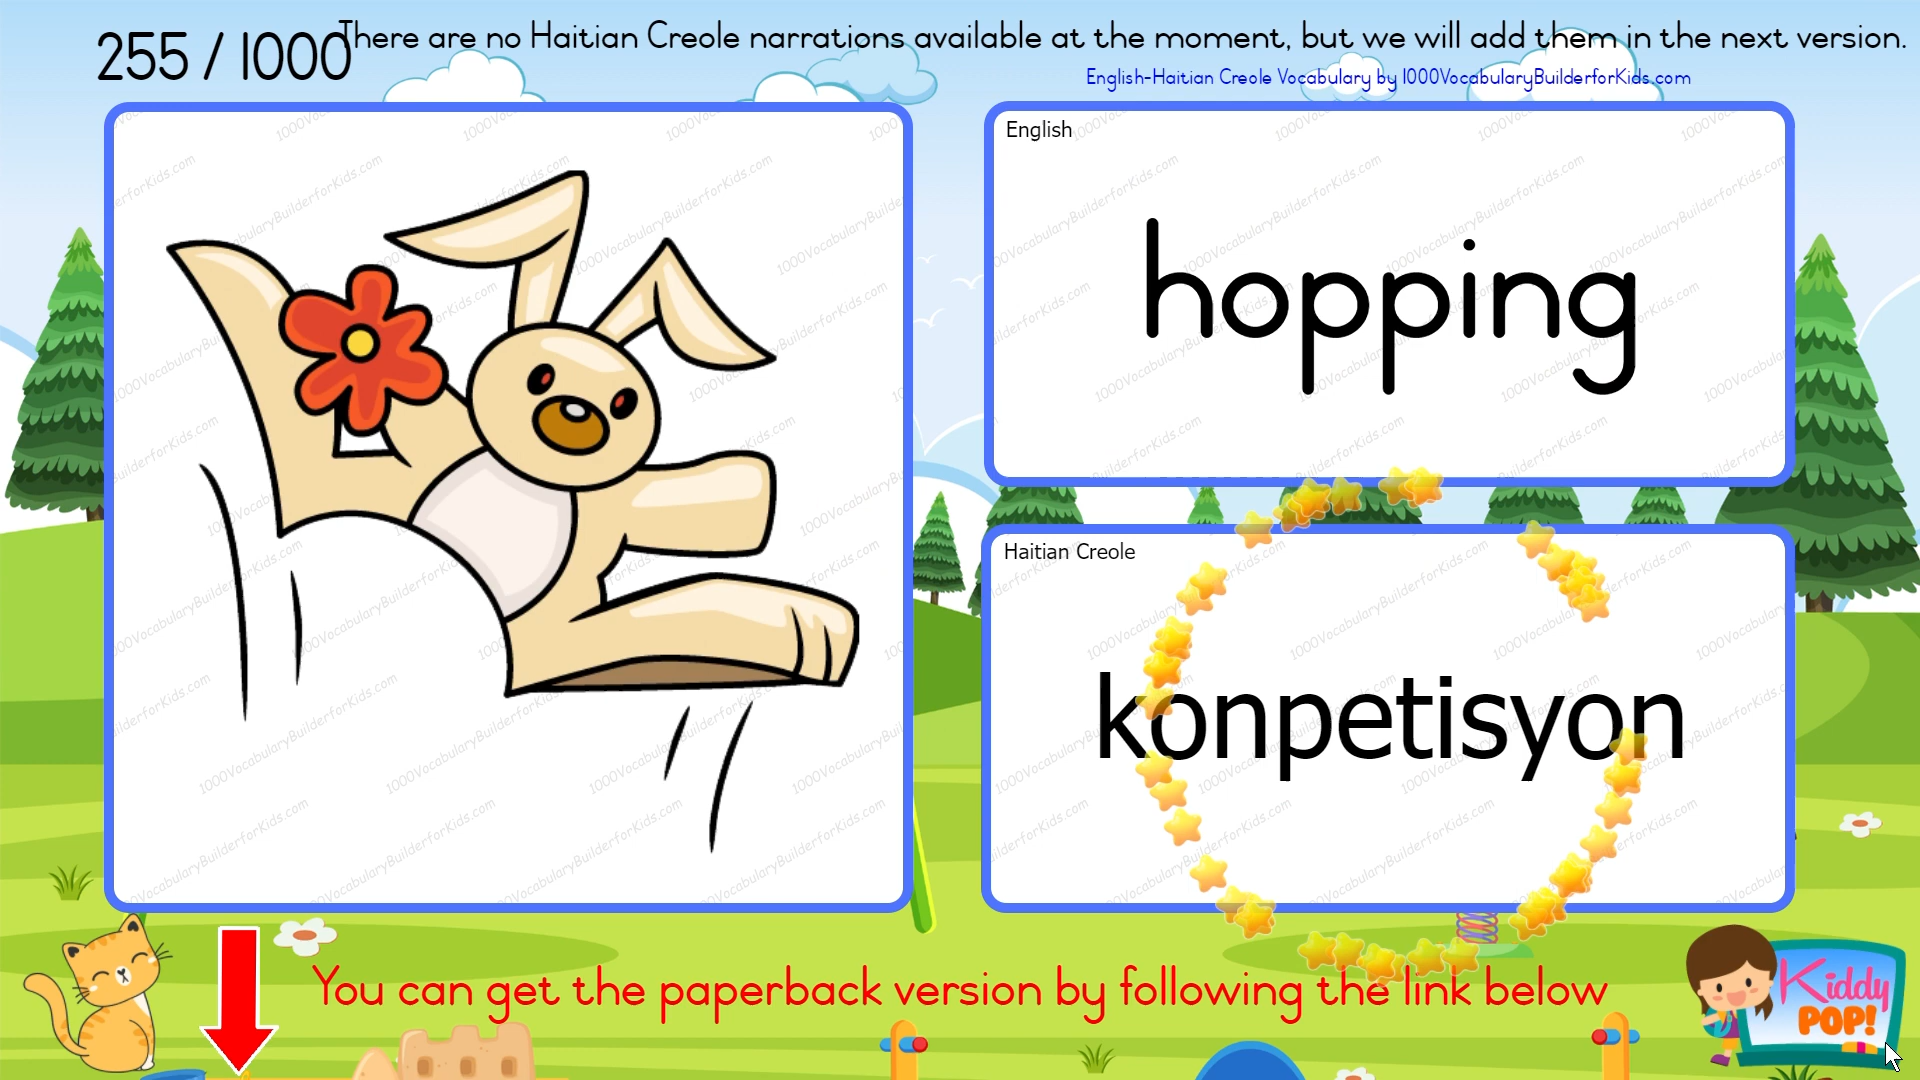 255 / 1000
There are no Haitian Creole narrations available at the moment, but we will add them in the next version.
English-Haitian Creole Vocabulary by 1000VocabularyBuilderforKids.com
English
hopping
Haitian Creole
konpetisyon
You can get the paperback version by following the link below
Kiddy
POP!
1000VocabularyBuilderforKids.com